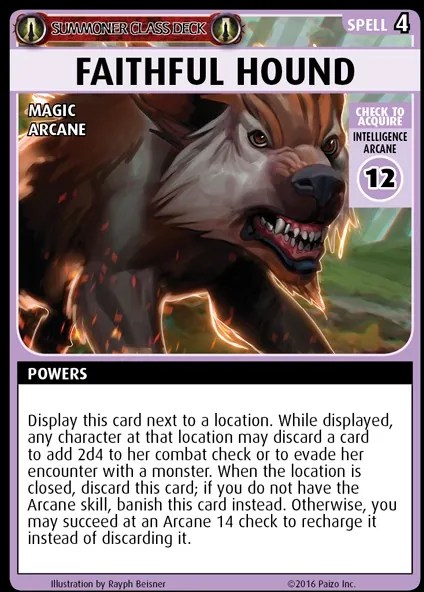 SUMMONER CLASS DECK
SPELL 4
FAITHFUL HOUND
MAGIC
ARCANE
CHECK TO
ACQUIRE
INTELLIGENCE
ARCANE
12
POWERS
Display this card next to a location. While displayed,
any character at that location may discard a card
to add 2d4 to her combat check or to evade her
encounter with a monster. When the location is
closed, discard this card; if you do not have the
Arcane skill, banish this card instead. Otherwise, you
may succeed at an Arcane 14 check to recharge it
instead of discarding it.
Illustration by Rayph Beisner
©2016 Paizo Inc.